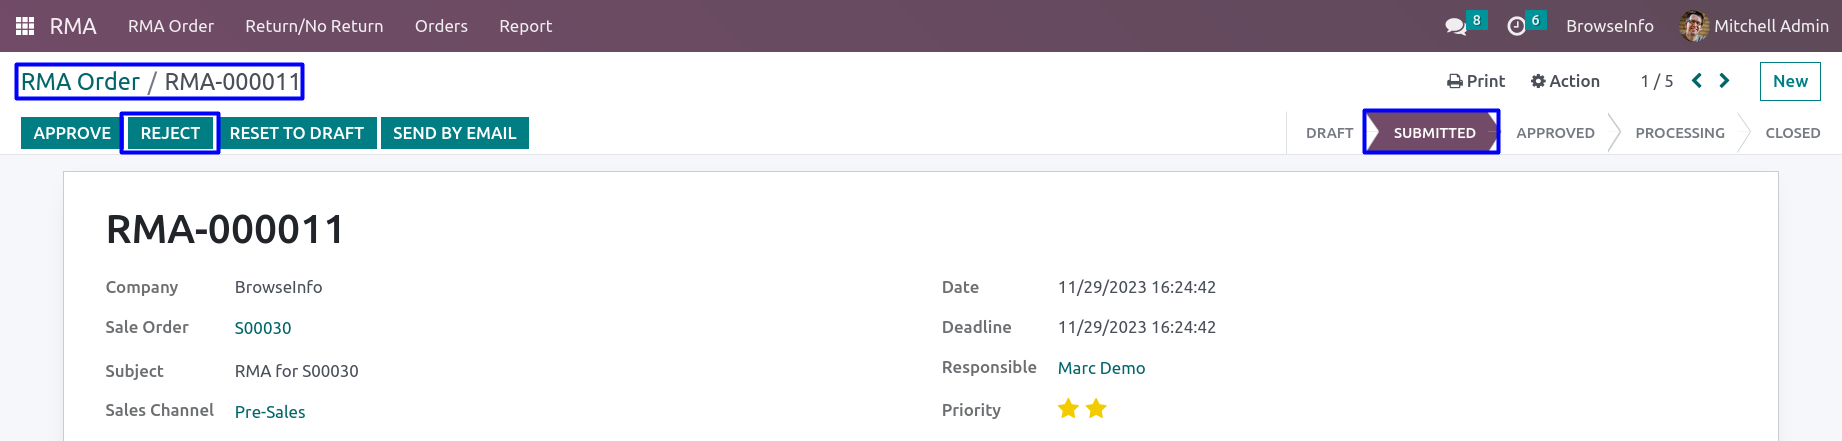 RMA RMA Order Return/No Return Orders Report 8 6 BrowseInfo Mitchell Admin
RMA Order / RMA-000011 Print Action 1 / 5 New
APPROVE REJECT RESET TO DRAFT SEND BY EMAIL DRAFT SUBMITTED APPROVED PROCESSING CLOSED
RMA-000011
Company BrowseInfo Date 11/29/2023 16:24:42
Sale Order S00030 Deadline 11/29/2023 16:24:42
Subject RMA for S00030 Responsible Marc Demo
Sales Channel Pre-Sales Priority